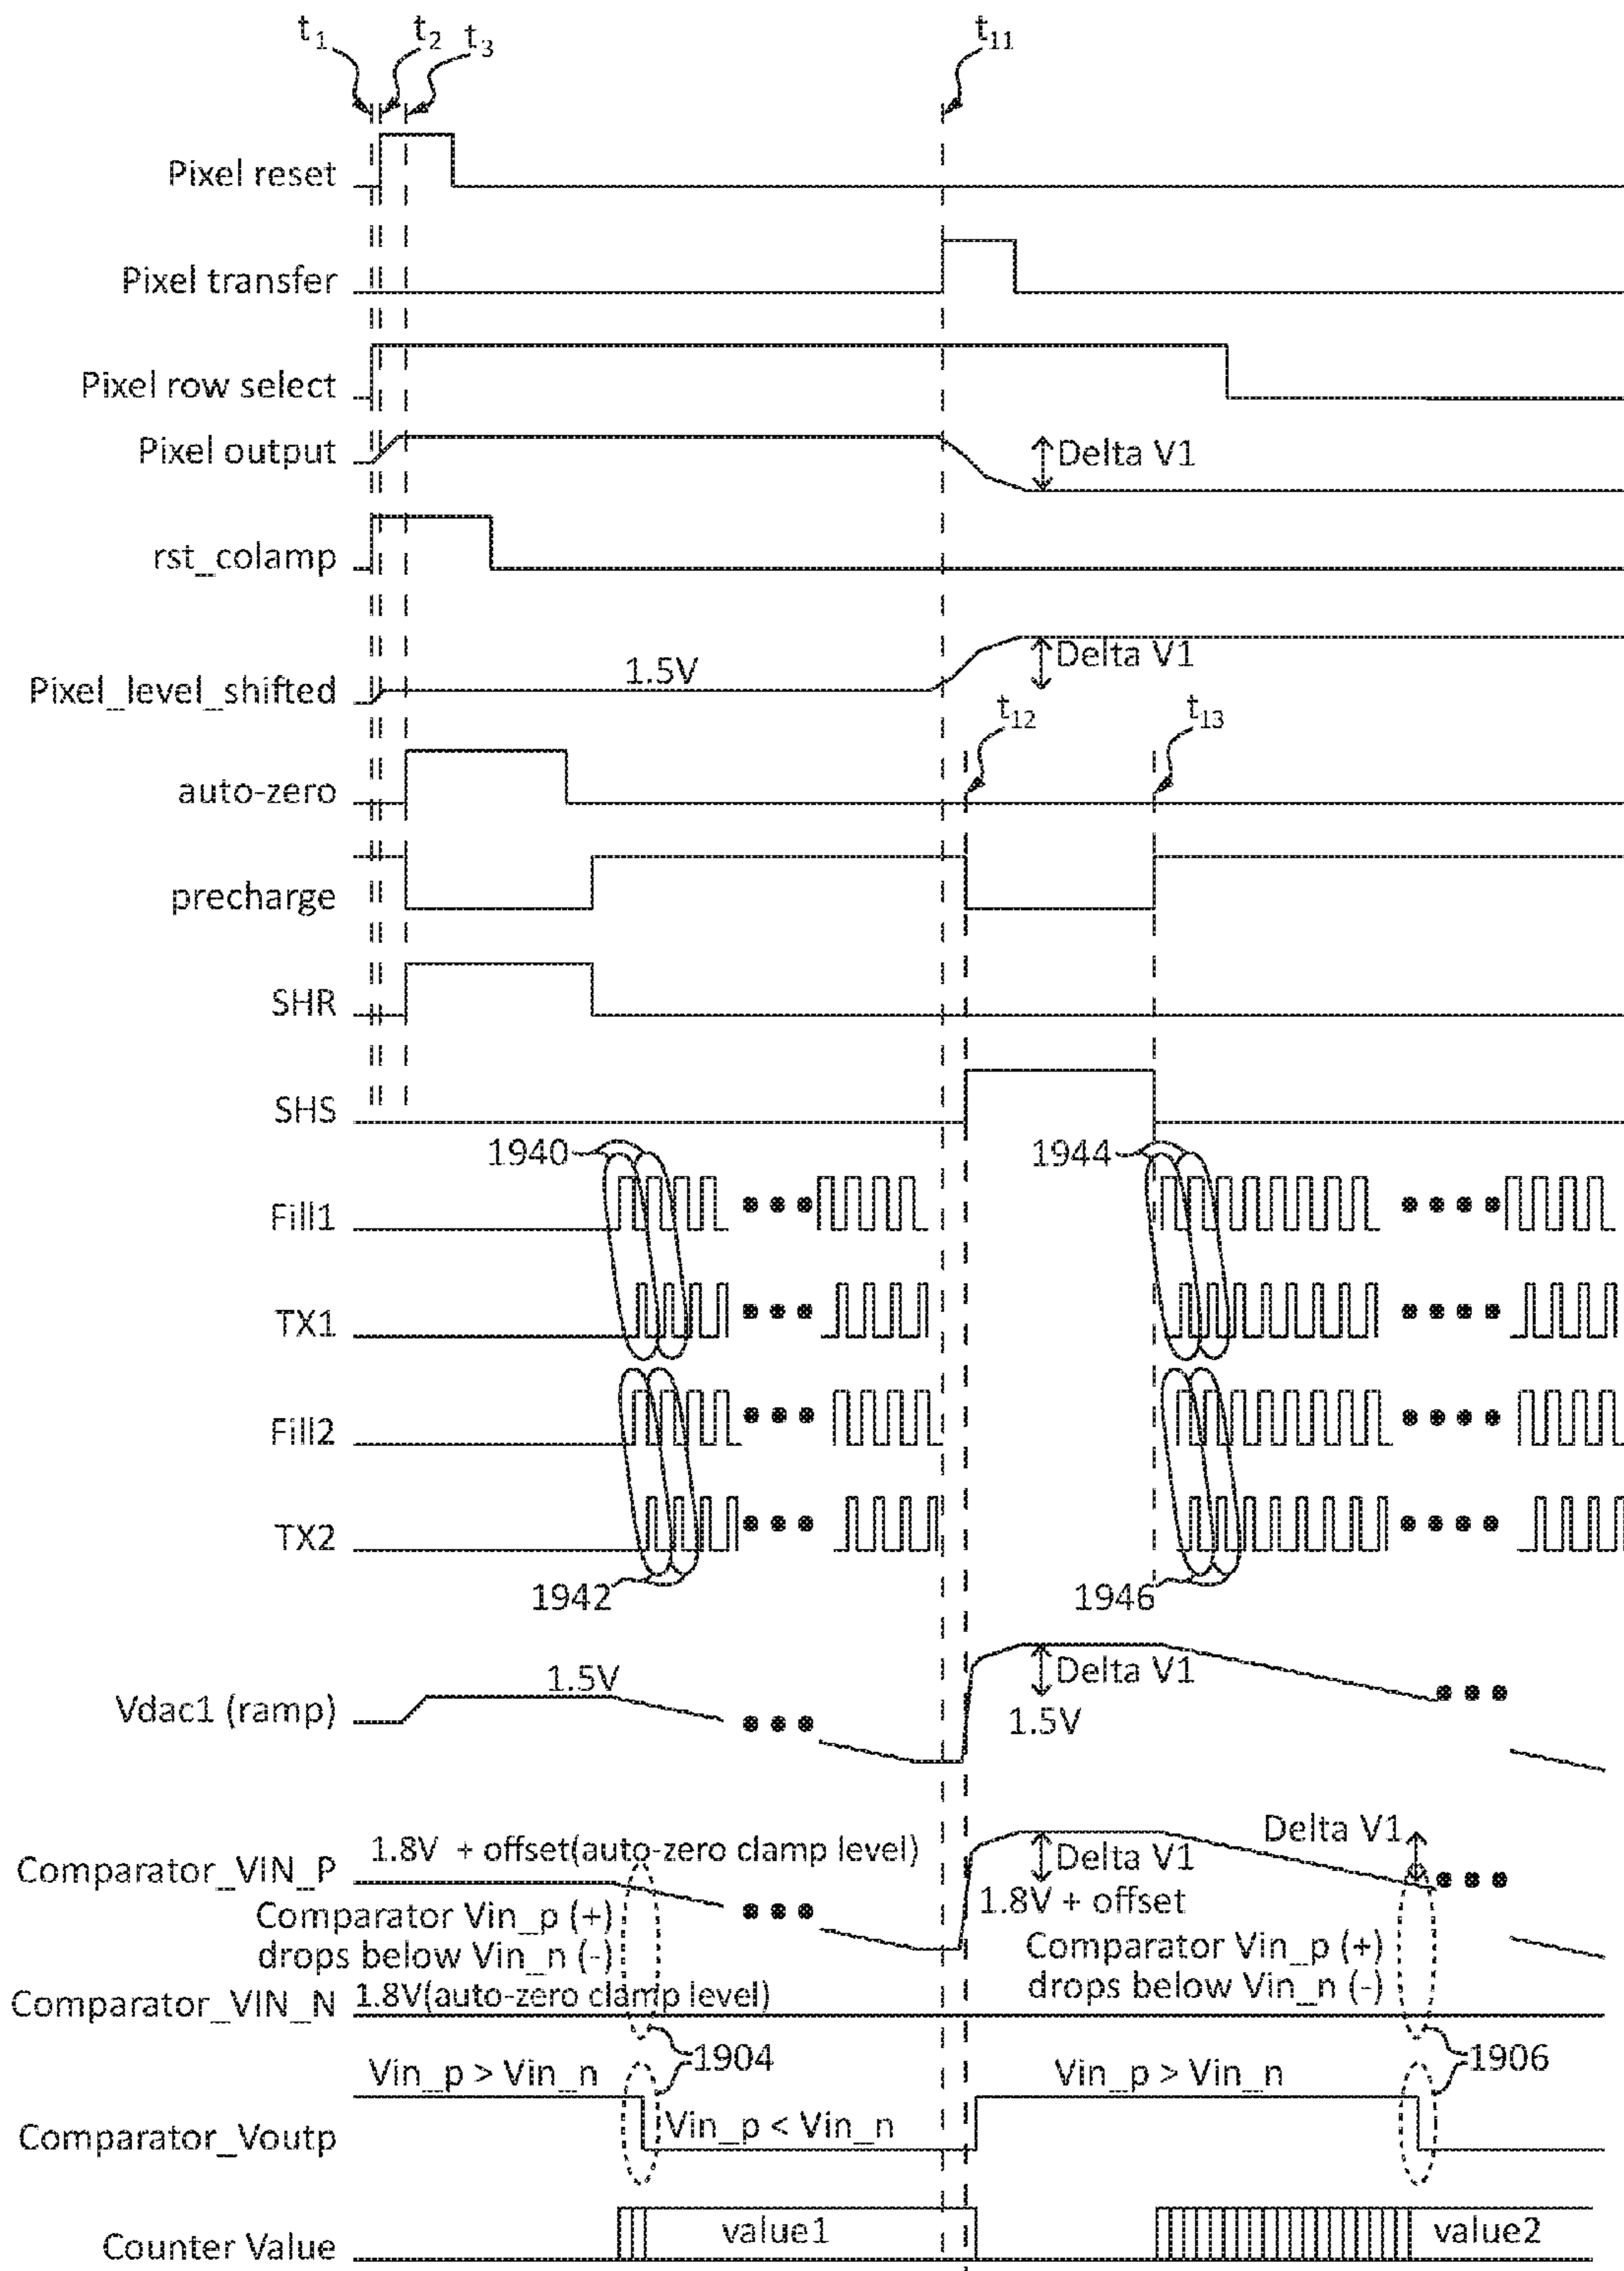 t1 t2 t3 t11
Pixel reset
Pixel transfer
Pixel row select
Pixel output
Delta V1
rst_colamp
Pixel_level_shifted
1.5V
Delta V1
t12 t13
auto-zero
precharge
SHR
SHS
1940 1944
Fill1
TX1
Fill2
TX2
1942 1946
Vdac1 (ramp)
1.5V
Delta V1
1.5V
Comparator_VIN_P
1.8V + offset(auto-zero clamp level)
Delta V1
Delta V1
1.8V + offset
Comparator Vin_p (+)
drops below Vin_n (-)
Comparator Vin_p (+)
drops below Vin_n (-)
Comparator_VIN_N
1.8V(auto-zero clamp level)
1904 1906
Vin_p > Vin_n
Vin_p > Vin_n
Comparator_Voutp
Vin_p < Vin_n
Counter Value
value1 value2